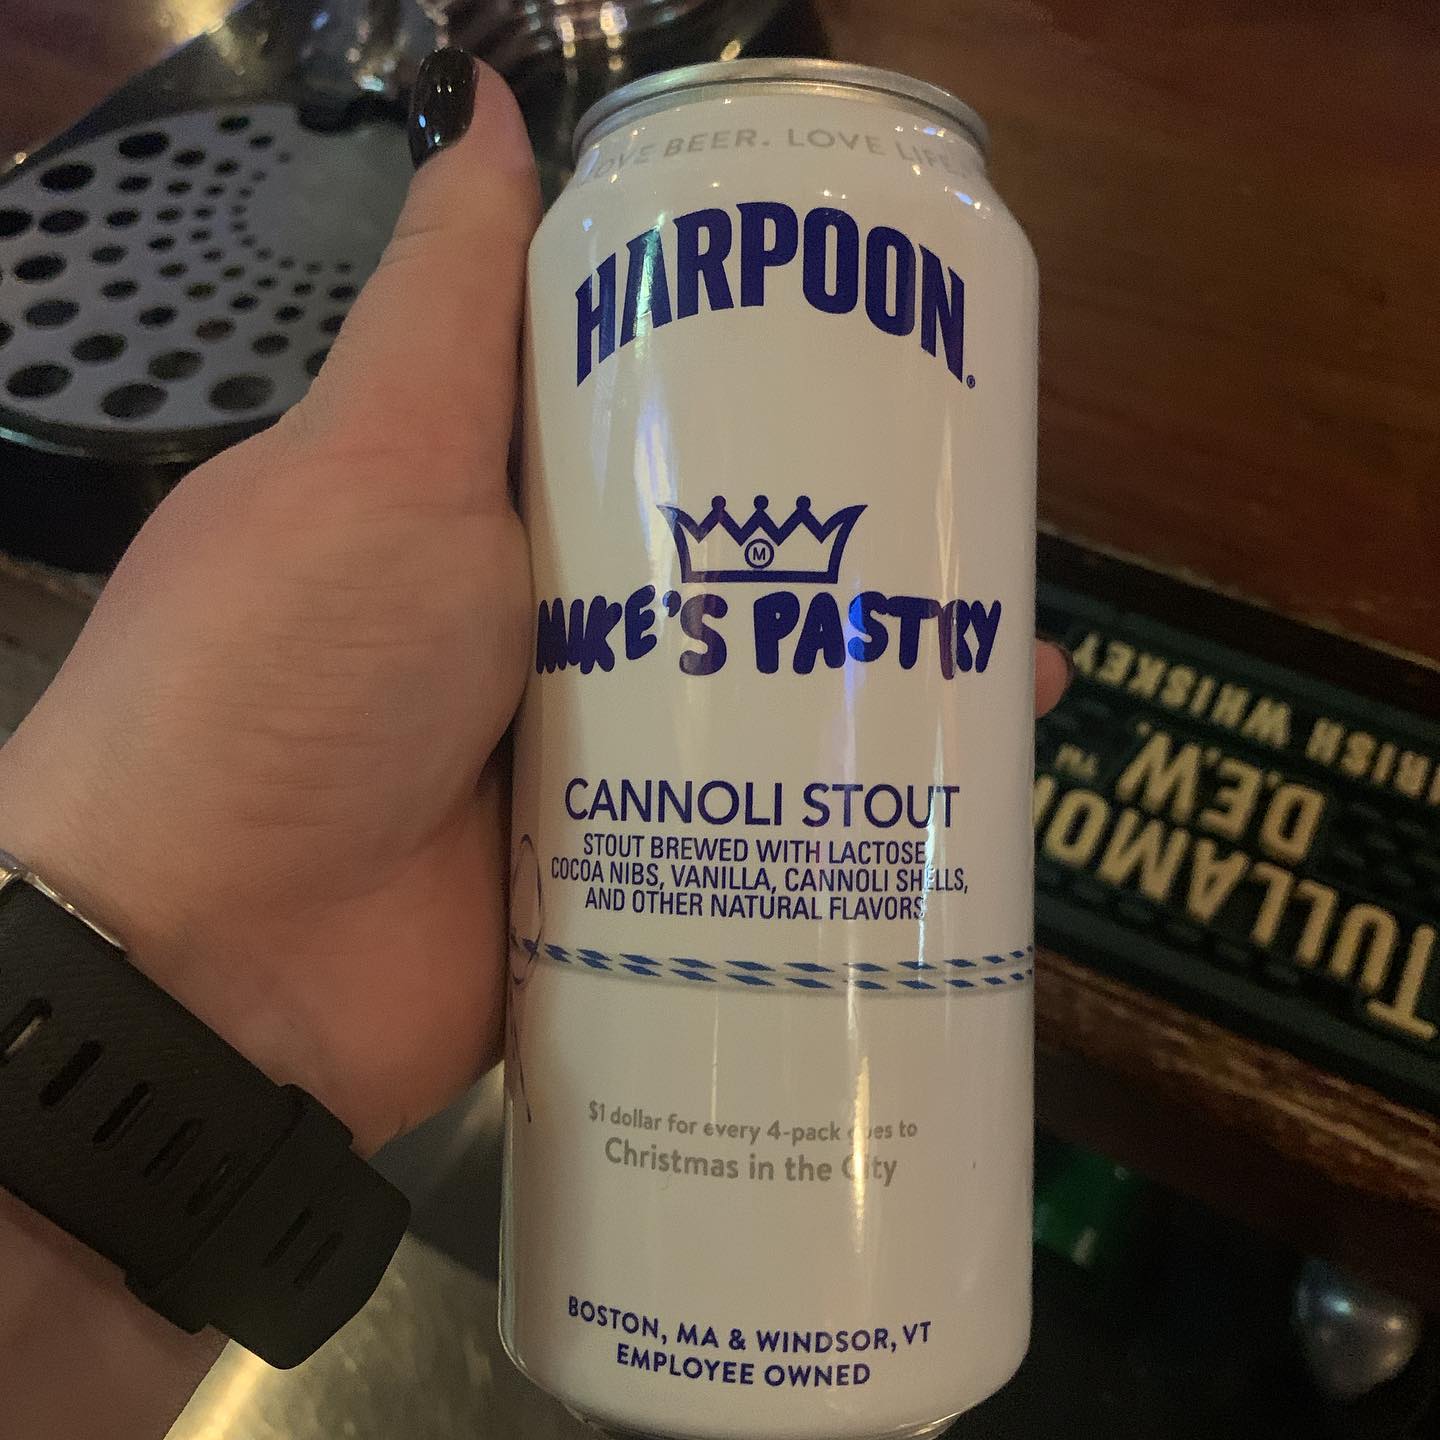 LOVE BEER. LOVE LIFE.
HARPOON®
M
MIKE'S PASTRY
CANNOLI STOUT
STOUT BREWED WITH LACTOSE,
COCOA NIBS, VANILLA, CANNOLI SHELLS,
AND OTHER NATURAL FLAVORS
$1 dollar for every 4-pack goes to
Christmas in the City
BOSTON, MA & WINDSOR, VT
EMPLOYEE OWNED
TULLAMORE
D.E.W.™
IRISH WHISKEY